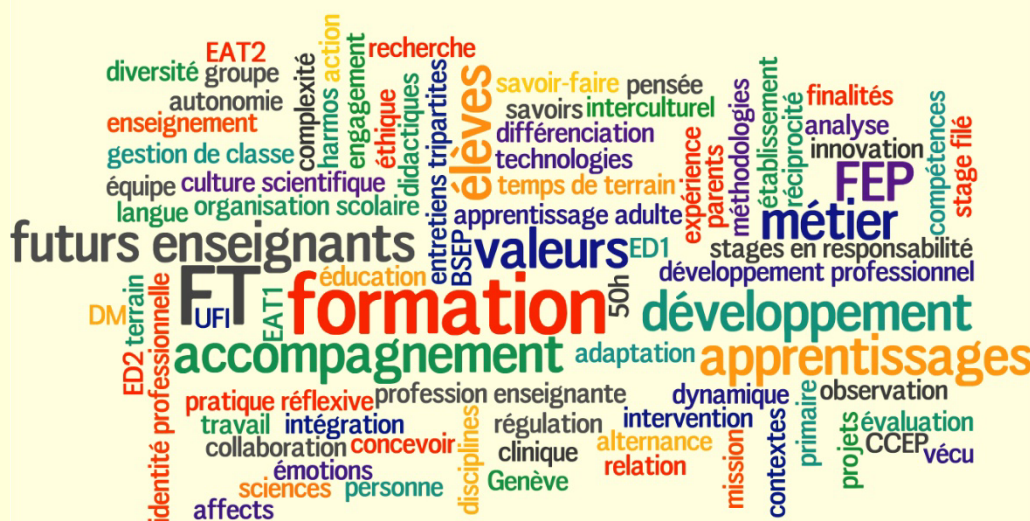 EAT2
recherche
diversité
groupe
complexité
harmos
action
engagement
éthique
didactiques
entretiens tripartites
élèves
savoir-faire
pensée
autonomie
savoirs
interculturel
enseignement
différenciation
gestion de classe
technologies
équipe
culture scientifique
temps de terrain
expérience
parents
méthodologies
établissement
réciprocité
finalités
analyse
innovation
FEP
compétences
stage filé
langue
organisation scolaire
apprentissage adulte
métier
futurs enseignants
BSEP
valeurs
ED1
stages en responsabilité
développement professionnel
éducation
FT
UFI
EAT1
formation
50h
développement
DM
terrain
ED2
identité professionnelle
accompagnement
adaptation
apprentissages
pratique réflexive
profession enseignante
dynamique
observation
travail
intégration
disciplines
régulation
intervention
contextes
primaire
projets
évaluation
collaboration
concevoir
clinique
alternance
mission
CCEP
vécu
émotions
relation
sciences
personne
Genève
affects